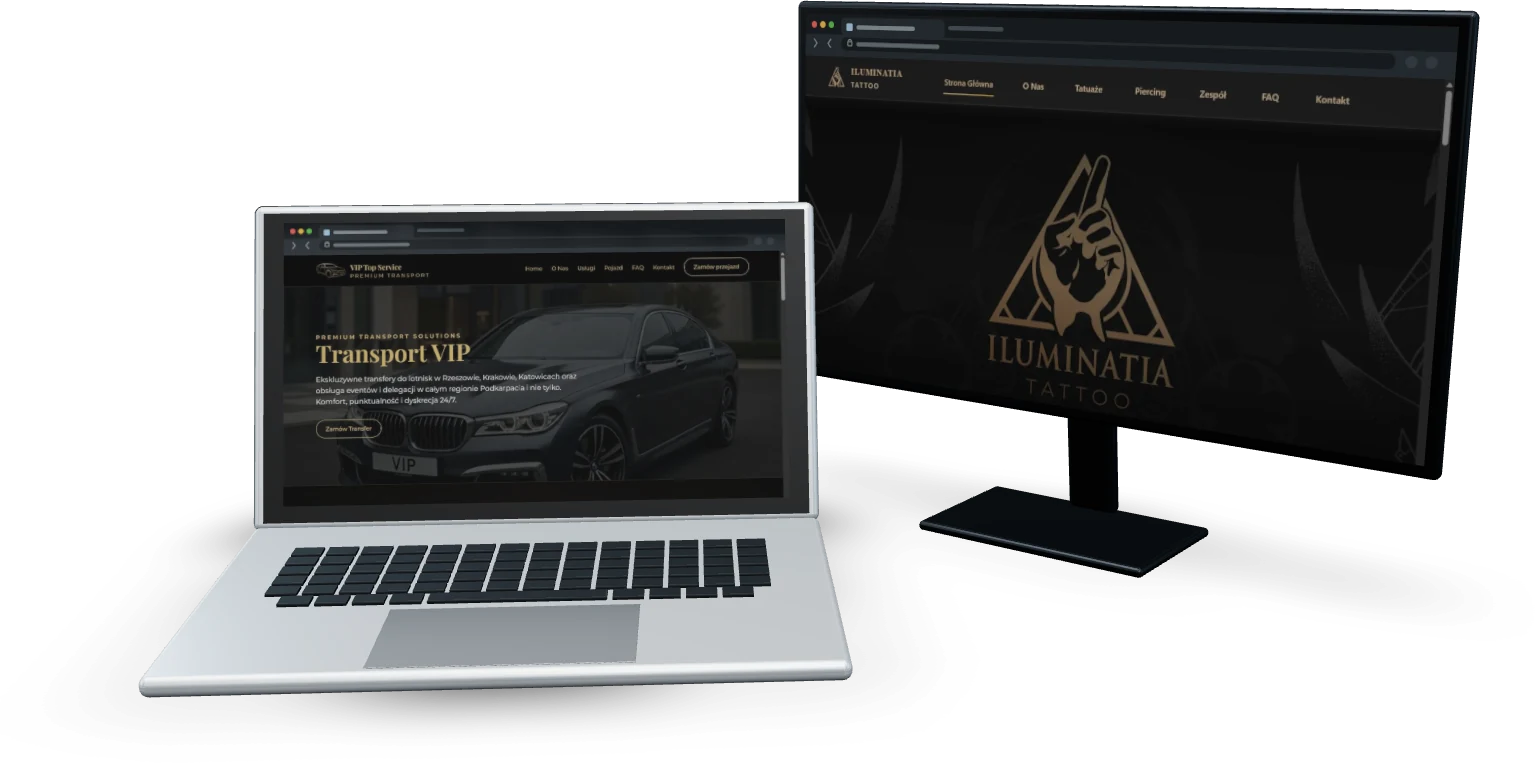 VIP Top Service
PREMIUM TRANSPORT
Home O Nas Usługi Pojazd FAQ Kontakt Zamów przejazd
PREMIUM TRANSPORT SOLUTIONS
Transport VIP
Ekskluzywne transfery do lotnisk w Rzeszowie, Krakowie, Katowicach oraz
obsługa eventów i delegacji w całym regionie Podkarpacia i nie tylko.
Komfort, punktualność i dyskrecja 24/7.
Zamów Transfer
VIP
ILUMINATIA
TATTOO
Strona Główna O Nas Tatuaże Piercing Zespół FAQ Kontakt
ILUMINATIA
TATTOO